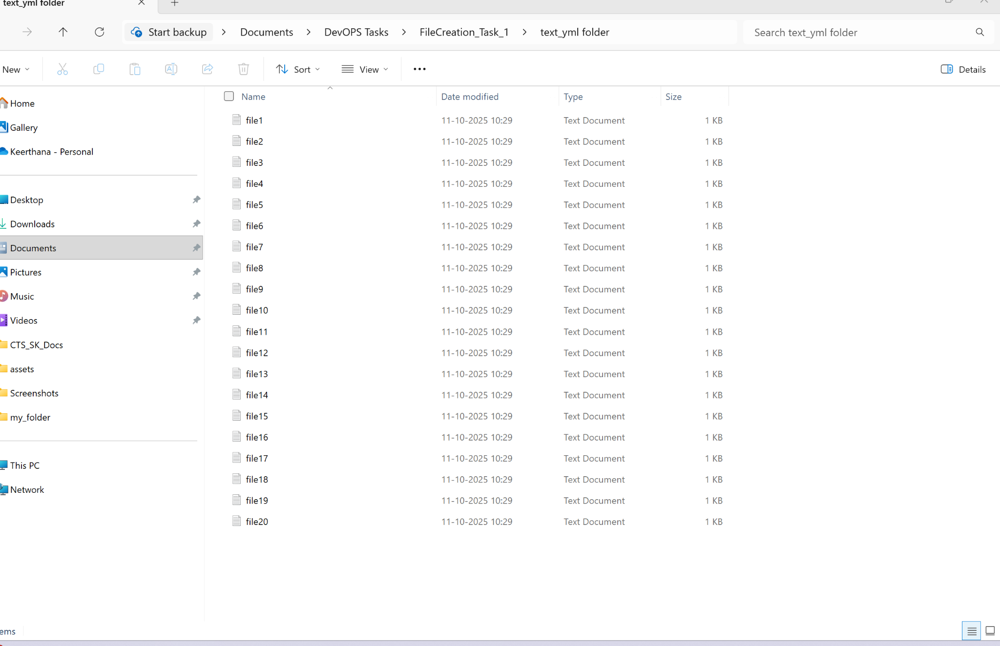 text_yml folder
Start backup > Documents > DevOPS Tasks > FileCreation_Task_1 > text_yml folder
Search text_yml folder
New Sort View ••• Details
Home
Gallery
Keerthana - Personal
Desktop
Downloads
Documents
Pictures
Music
Videos
CTS_SK_Docs
assets
Screenshots
my_folder
This PC
Network
Name Date modified Type Size
file1 11-10-2025 10:29 Text Document 1 KB
file2 11-10-2025 10:29 Text Document 1 KB
file3 11-10-2025 10:29 Text Document 1 KB
file4 11-10-2025 10:29 Text Document 1 KB
file5 11-10-2025 10:29 Text Document 1 KB
file6 11-10-2025 10:29 Text Document 1 KB
file7 11-10-2025 10:29 Text Document 1 KB
file8 11-10-2025 10:29 Text Document 1 KB
file9 11-10-2025 10:29 Text Document 1 KB
file10 11-10-2025 10:29 Text Document 1 KB
file11 11-10-2025 10:29 Text Document 1 KB
file12 11-10-2025 10:29 Text Document 1 KB
file13 11-10-2025 10:29 Text Document 1 KB
file14 11-10-2025 10:29 Text Document 1 KB
file15 11-10-2025 10:29 Text Document 1 KB
file16 11-10-2025 10:29 Text Document 1 KB
file17 11-10-2025 10:29 Text Document 1 KB
file18 11-10-2025 10:29 Text Document 1 KB
file19 11-10-2025 10:29 Text Document 1 KB
file20 11-10-2025 10:29 Text Document 1 KB
ems